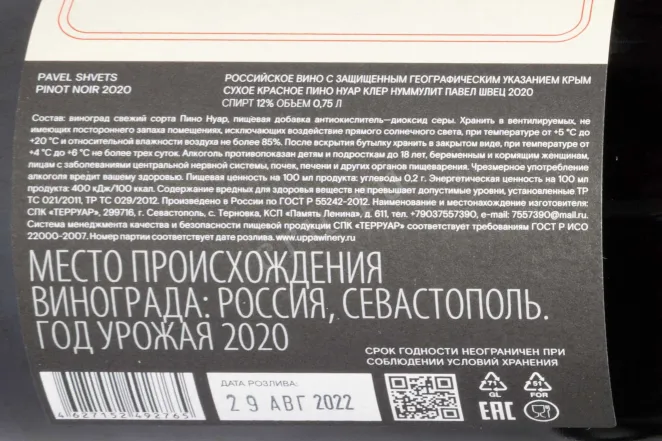 PAVEL SHVETS
PINOT NOIR 2020
РОССИЙСКОЕ ВИНО С ЗАЩИЩЕННЫМ ГЕОГРАФИЧЕСКИМ УКАЗАНИЕМ КРЫМ
СУХОЕ КРАСНОЕ ПИНО НУАР КЛЕР НУММУЛИТ ПАВЕЛ ШВЕЦ 2020
СПИРТ 12% ОБЪЕМ 0,75 Л
Состав: виноград свежий сорта Пино Нуар, пищевая добавка антиокислитель—диоксид серы. Хранить в вентилируемых, не
имеющих постороннего запаха помещениях, исключающих воздействие прямого солнечного света, при температуре от +5 °С до
+20 °С и относительной влажности воздуха не более 85%. После вскрытия бутылку хранить в закрытом виде, при температуре от
+4 °С до +6 °С не более трех суток. Алкоголь противопоказан детям и подросткам до 18 лет, беременным и кормящим женщинам,
лицам с заболеваниями центральной нервной системы, почек, печени и других органов пищеварения. Чрезмерное употребление
алкоголя вредит вашему здоровью. Пищевая ценность на 100 мл продукта: углеводы 0,2 г. Энергетическая ценность на 100 мл
продукта: 400 кДж/100 ккал. Содержание вредных для здоровья веществ не превышает допустимые уровни, установленные ТР
ТС 021/2011, ТР ТС 029/2012. Произведено в России по ГОСТ Р 55242-2012. Наименование и местонахождение изготовителя:
СПК «ТЕРРУАР», 299716, г. Севастополь, с. Терновка, КСП «Память Ленина», д. 611, тел. +79037557390, e-mail: 7557390@mail.ru.
Система менеджмента качества и безопасности пищевой продукции СПК «ТЕРРУАР» соответствует требованиям ГОСТ Р ИСО
22000-2007. Номер партии соответствует дате розлива. www.uppawinery.ru
МЕСТО ПРОИСХОЖДЕНИЯ
ВИНОГРАДА: РОССИЯ, СЕВАСТОПОЛЬ.
ГОД УРОЖАЯ 2020
СРОК ГОДНОСТИ НЕОГРАНИЧЕН ПРИ
СОБЛЮДЕНИИ УСЛОВИЙ ХРАНЕНИЯ
ДАТА РОЗЛИВА:
29 АВГ 2022
4 627152 492765
71
GL
51
FOR
EAC